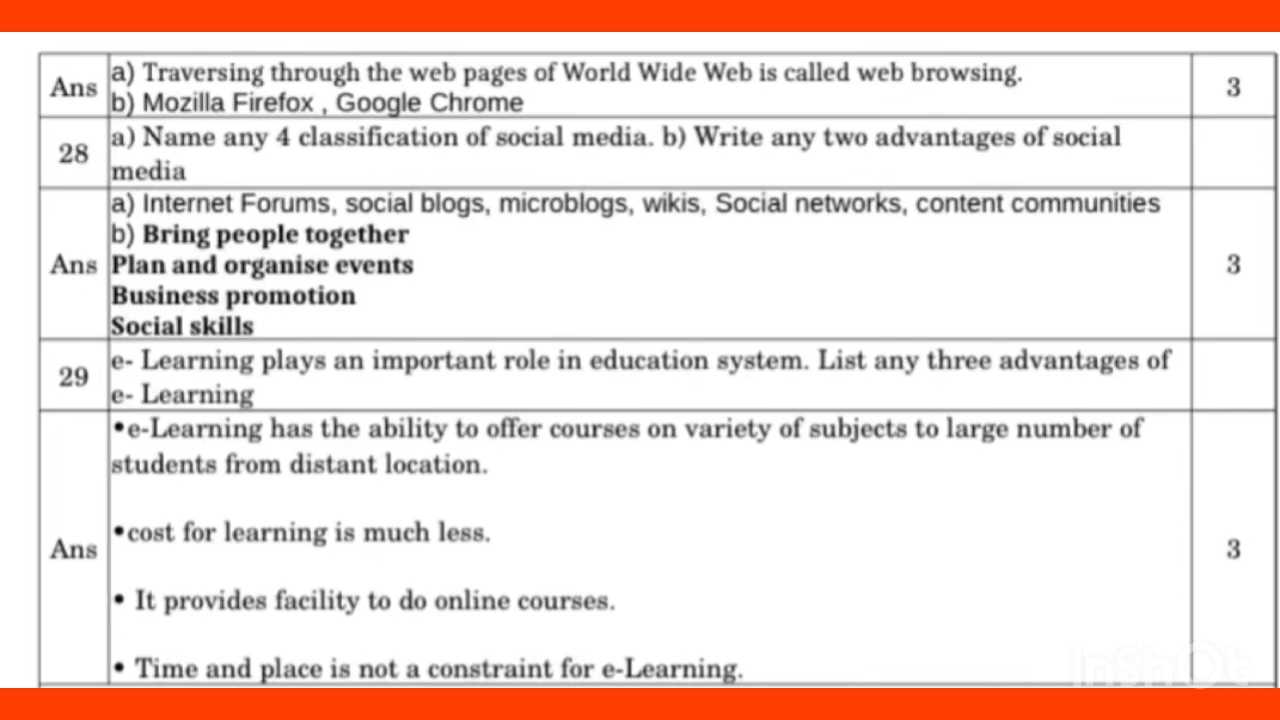 Ans
a) Traversing through the web pages of World Wide Web is called web browsing.
b) Mozilla Firefox , Google Chrome
3
28
a) Name any 4 classification of social media. b) Write any two advantages of social
media
Ans
a) Internet Forums, social blogs, microblogs, wikis, Social networks, content communities
b) Bring people together
Plan and organise events
Business promotion
Social skills
3
29
e- Learning plays an important role in education system. List any three advantages of
e- Learning
Ans
•e-Learning has the ability to offer courses on variety of subjects to large number of
students from distant location.
•cost for learning is much less.
• It provides facility to do online courses.
• Time and place is not a constraint for e-Learning.
3
InShOt